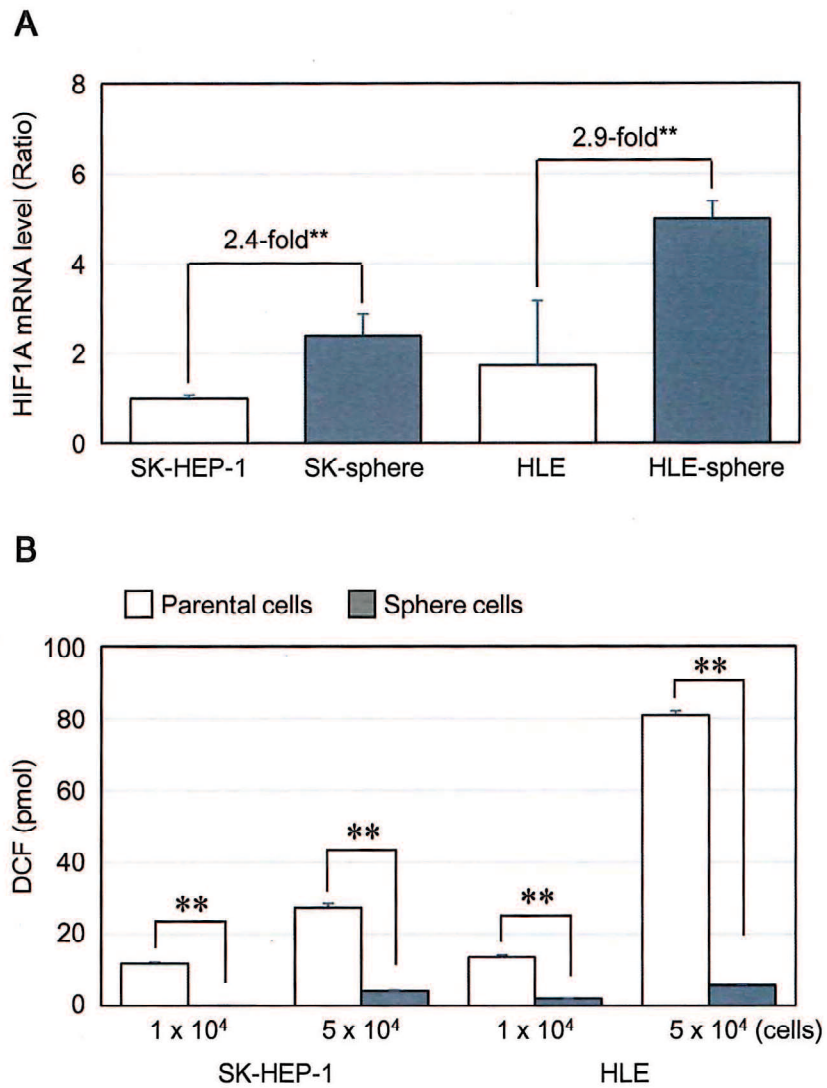 A
HIF1A mRNA level (Ratio)
8
6
4
2
0
2.4-fold**
2.9-fold**
SK-HEP-1 SK-sphere HLE HLE-sphere
B
Parental cells Sphere cells
DCF (pmol)
100
80
60
40
20
0
** ** ** **
1 x 10⁴ 5 x 10⁴ 1 x 10⁴ 5 x 10⁴ (cells)
SK-HEP-1 HLE